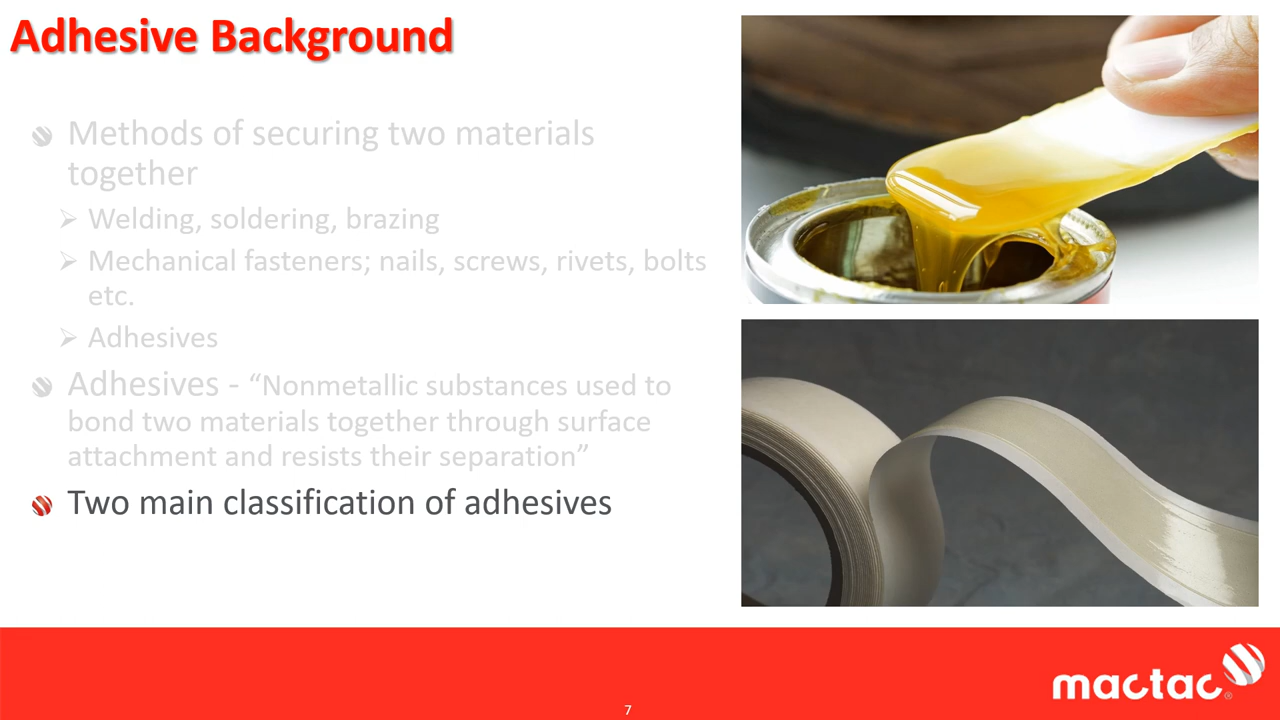 Adhesive Background
Methods of securing two materials
together
Welding, soldering, brazing
Mechanical fasteners; nails, screws, rivets, bolts
etc.
Adhesives
Adhesives - “Nonmetallic substances used to
bond two materials together through surface
attachment and resists their separation”
Two main classification of adhesives
mactac®
7